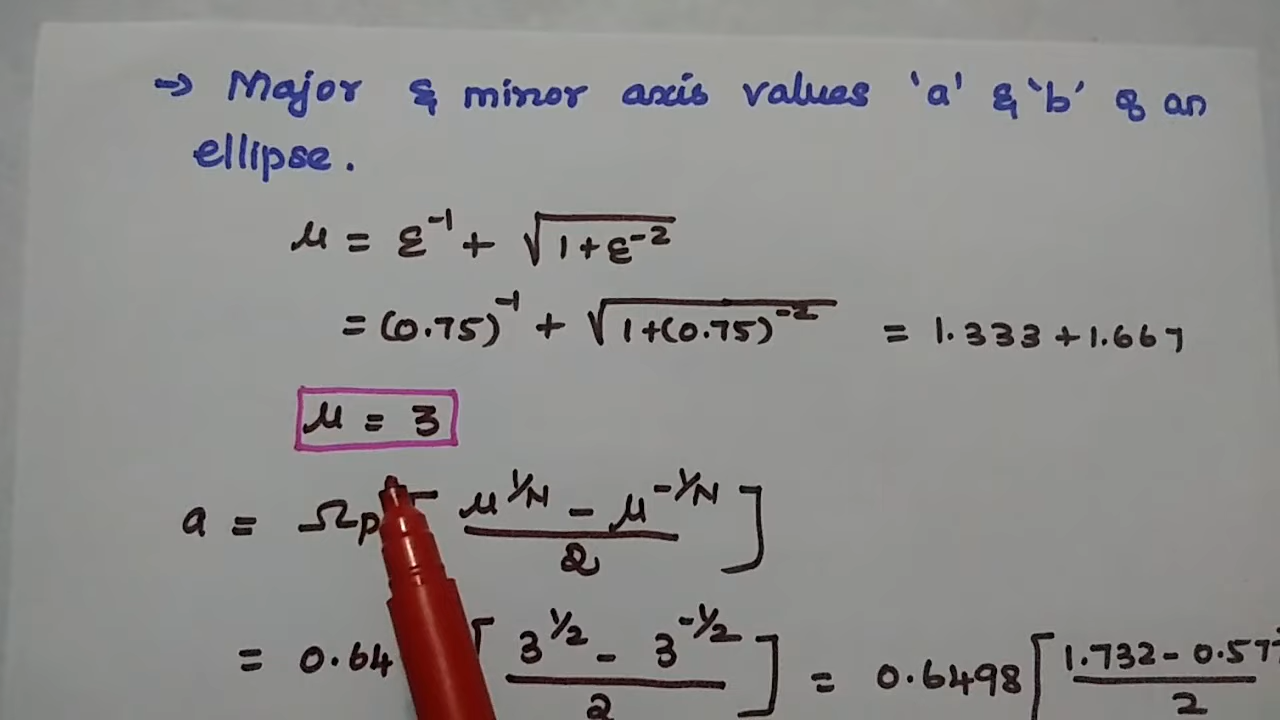 → Major & minor axis values 'a' & 'b' of an
ellipse.
μ = ε⁻¹ + √(1+ε⁻²)
= (0.75)⁻¹ + √(1+(0.75)⁻²) = 1.333 + 1.667
μ = 3
a = Ωp [ (μ^(1/N) - μ^(-1/N)) / 2 ]
= 0.64 [ (3^(1/2) - 3^(-1/2)) / 2 ] = 0.6498 [ (1.732 - 0.577) / 2